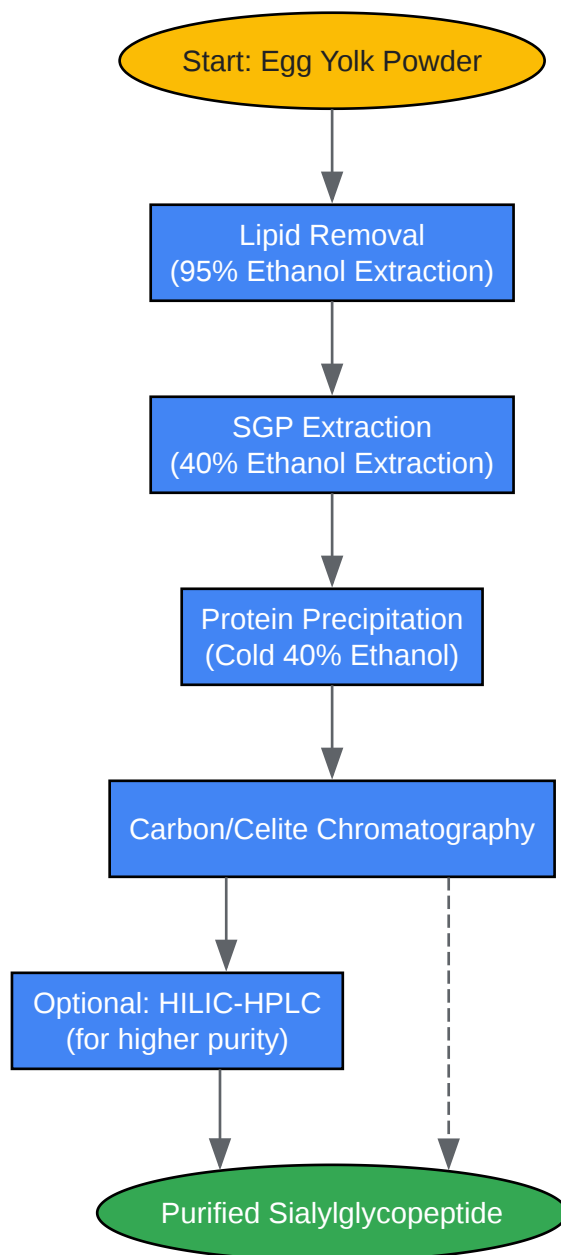 Start: Egg Yolk Powder
Lipid Removal
(95% Ethanol Extraction)
SGP Extraction
(40% Ethanol Extraction)
Protein Precipitation
(Cold 40% Ethanol)
Carbon/Celite Chromatography
Optional: HILIC-HPLC
(for higher purity)
Purified Sialylglycopeptide